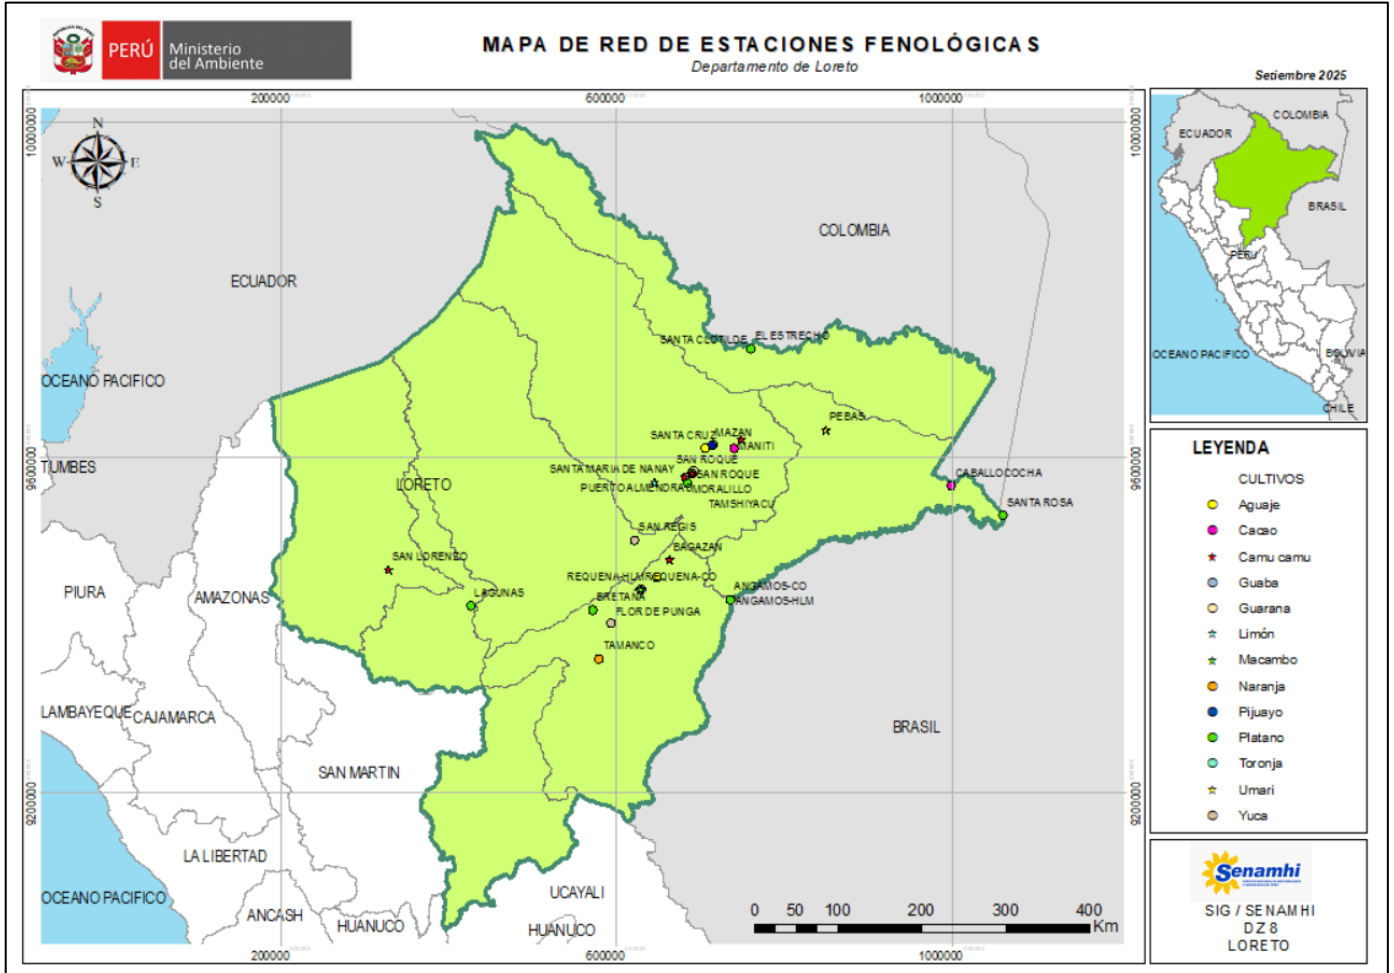 PERÚ
Ministerio
del Ambiente
MAPA DE RED DE ESTACIONES FENOLÓGICAS
Departamento de Loreto
Setiembre 2025
200000
600000
1000000
10000000
10000000
N
W
E
S
COLOMBIA
ECUADOR
SANTA CLOTILDE
EL ESTRECHO
OCEANO PACIFICO
PEBAS
SANTA CRUZ
MAZAN
MANITI
9600000
9600000
TUMBES
SAN ROQUE
SANTA MARIA DE NANAY
SAN ROQUE
CABALLOCOCHA
LORETO
PUERTO ALMENDRA
MORALILLO
TAMSHIYACU
SANTA ROSA
SAN REGIS
BAGAZAN
SAN LORENZO
REQUENA-HLM
REQUENA-CO
PIURA
AMAZONAS
LAGUNAS
BRETAÑA
ANGAMOS-CO
ANGAMOS-HLM
FLOR DE PUNGA
TAMANCO
LAMBAYEQUE
CAJAMARCA
BRASIL
SAN MARTIN
9200000
9200000
LA LIBERTAD
OCEANO PACIFICO
UCAYALI
ANCASH
HUANUCO
HUANUCO
0 50 100 200 300 400
Km
200000
600000
1000000
COLOMBIA
ECUADOR
BRASIL
PERU
OCEANO PACIFICO
BOLIVIA
CHILE
LEYENDA
CULTIVOS
Aguaje
Cacao
Camu camu
Guaba
Guarana
Limón
Macambo
Naranja
Pijuayo
Platano
Toronja
Umari
Yuca
Senamhi
SIG / SENAMHI
DZ 8
LORETO